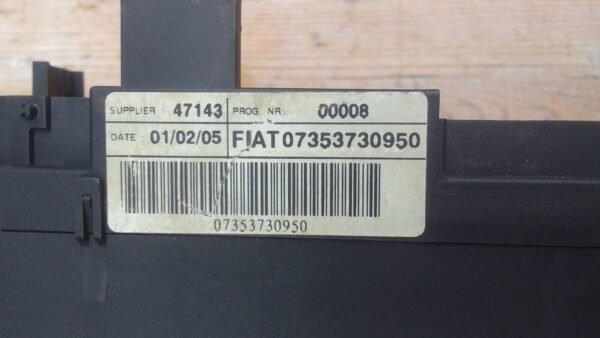 SUPPLIER 47143 PROG. NR. 00008
DATE : 01/02/05 FIAT 07353730950
07353730950